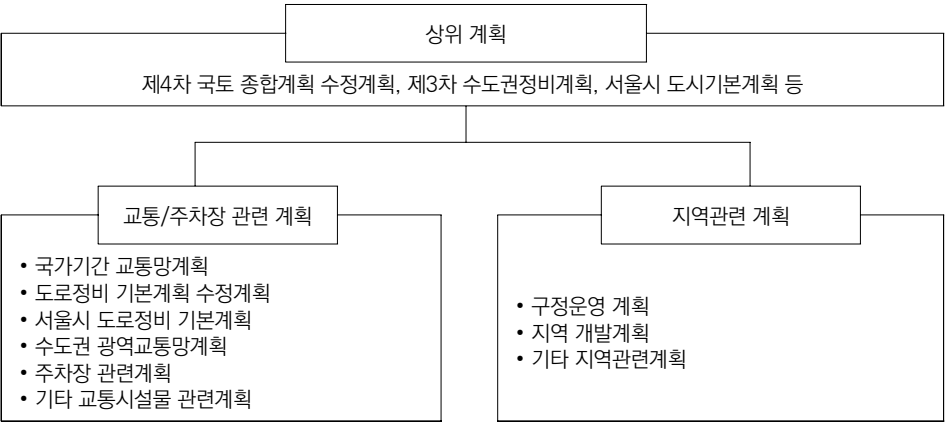 상위 계획
제4차 국토 종합계획 수정계획, 제3차 수도권정비계획, 서울시 도시기본계획 등
교통/주차장 관련 계획
• 국가기간 교통망계획
• 도로정비 기본계획 수정계획
• 서울시 도로정비 기본계획
• 수도권 광역교통망계획
• 주차장 관련계획
• 기타 교통시설물 관련계획
지역관련 계획
• 구정운영 계획
• 지역 개발계획
• 기타 지역관련계획